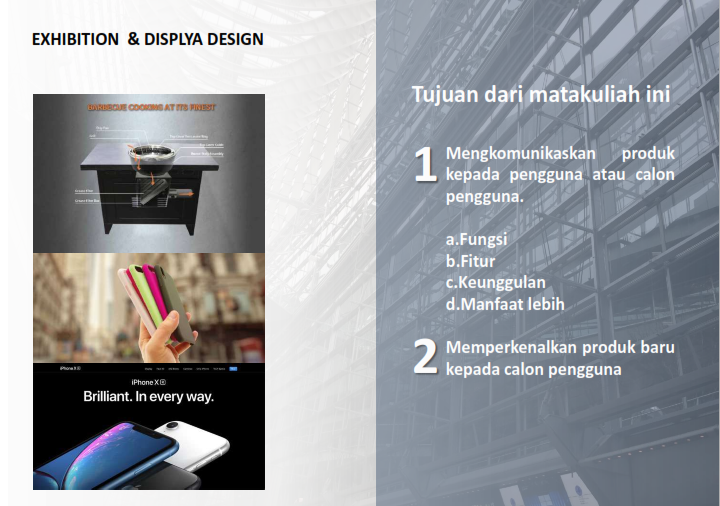 EXHIBITION & DISPLYA DESIGN
BARBECUE COOKING AT ITS FINEST
iPhone XR
iPhone XR
Brilliant. In every way.
Tujuan dari matakuliah ini
1
Mengkomunikaskan produk
kepada pengguna atau calon
pengguna.
a.Fungsi
b.Fitur
c.Keunggulan
d.Manfaat lebih
2
Memperkenalkan produk baru
kepada calon pengguna